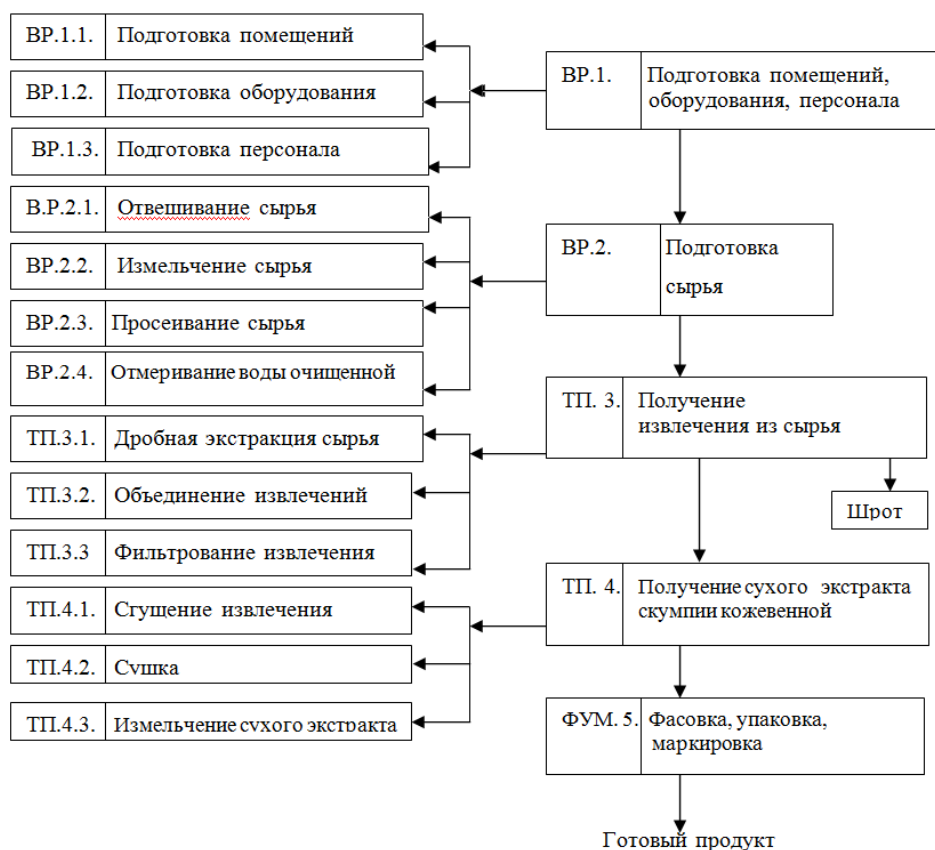 ВР.1.1. Подготовка помещений
ВР.1.2. Подготовка оборудования
ВР.1.3. Подготовка персонала
В.Р.2.1. Отвешивание сырья
ВР.2.2. Измельчение сырья
ВР.2.3. Просеивание сырья
ВР.2.4. Отмеривание воды очищенной
ТП.3.1. Дробная экстракция сырья
ТП.3.2. Объединение извлечений
ТП.3.3 Фильтрование извлечения
ТП.4.1. Сгущение извлечения
ТП.4.2. Сушка
ТП.4.3. Измельчение сухого экстракта
ВР.1. Подготовка помещений,
оборудования, персонала
ВР.2. Подготовка
сырья
ТП. 3. Получение
извлечения из сырья
Шрот
ТП. 4. Получение сухого экстракта
скумпии кожевенной
ФУМ. 5. Фасовка, упаковка,
маркировка
Готовый продукт